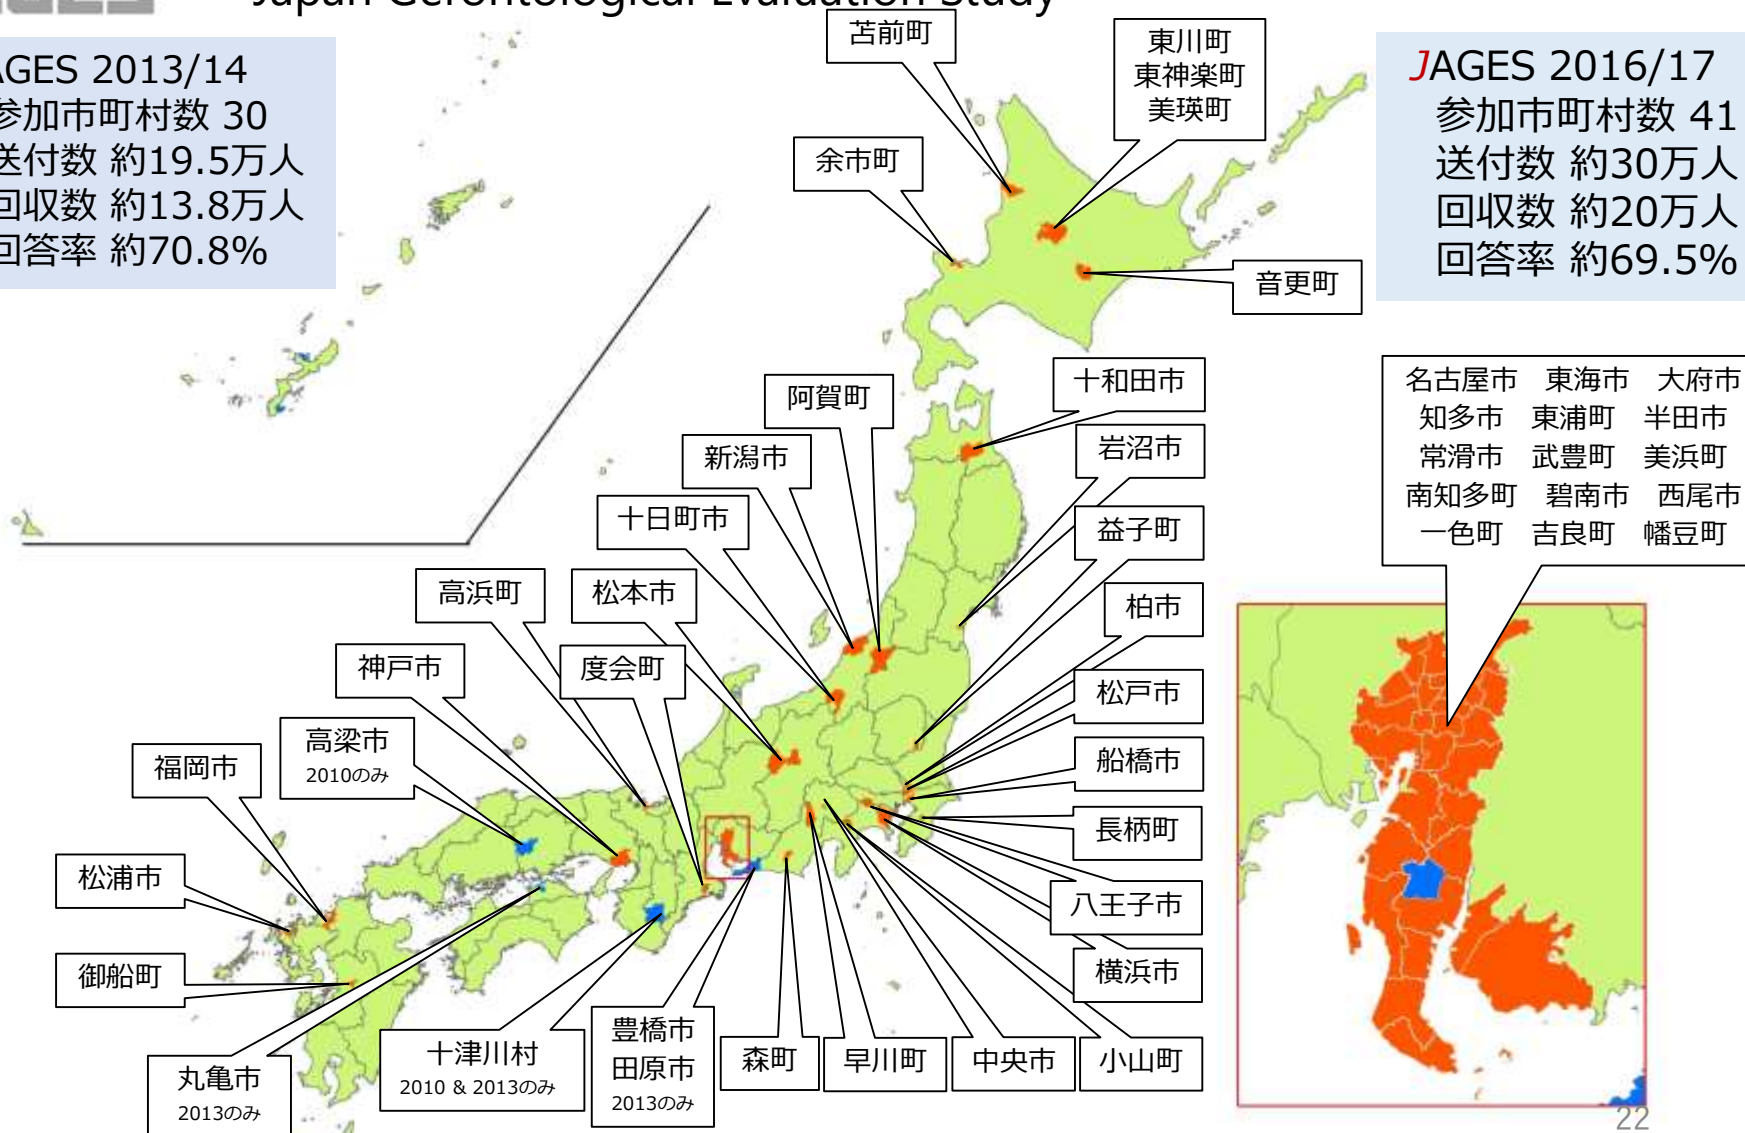 Japan Gerontological Evaluation Study
AGES 2013/14
参加市町村数 30
送付数 約19.5万人
回収数 約13.8万人
回答率 約70.8%
JAGES 2016/17
参加市町村数 41
送付数 約30万人
回収数 約20万人
回答率 約69.5%
苫前町
東川町
東神楽町
美瑛町
余市町
音更町
十和田市
阿賀町
岩沼市
新潟市
益子町
十日町市
高浜町
松本市
柏市
神戸市
度会町
松戸市
高梁市
2010のみ
福岡市
船橋市
長柄町
松浦市
八王子市
御船町
横浜市
丸亀市
2013のみ
十津川村
2010 & 2013のみ
豊橋市
田原市
2013のみ
森町
早川町
中央市
小山町
名古屋市 東海市 大府市
知多市 東浦町 半田市
常滑市 武豊町 美浜町
南知多町 碧南市 西尾市
一色町 吉良町 幡豆町
22